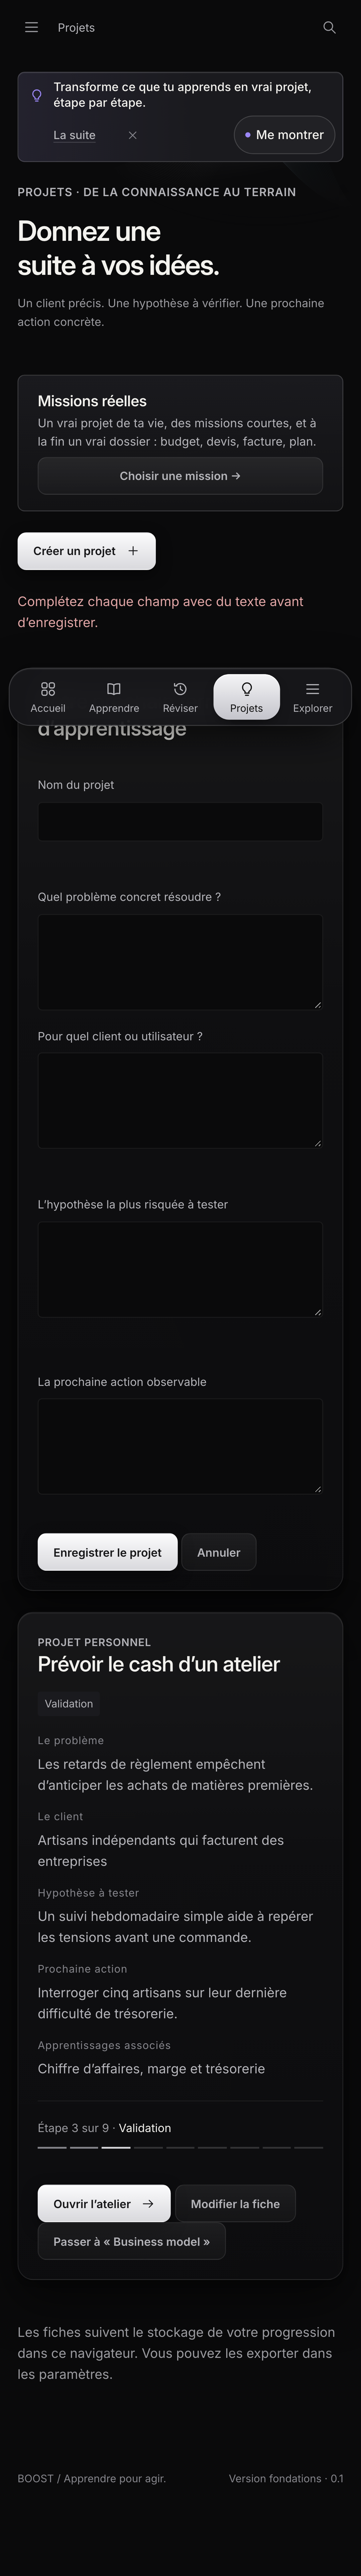 Projets
Transforme ce que tu apprends en vrai projet,
étape par étape.
La suite
Me montrer
PROJETS · DE LA CONNAISSANCE AU TERRAIN
Donnez une
suite à vos idées.
Un client précis. Une hypothèse à vérifier. Une prochaine
action concrète.
Missions réelles
Un vrai projet de ta vie, des missions courtes, et à
la fin un vrai dossier : budget, devis, facture, plan.
Choisir une mission →
Créer un projet +
Complétez chaque champ avec du texte avant
d’enregistrer.
Accueil
Apprendre
Réviser
Projets
Explorer
d’apprentissage
Nom du projet
Quel problème concret résoudre ?
Pour quel client ou utilisateur ?
L’hypothèse la plus risquée à tester
La prochaine action observable
Enregistrer le projet
Annuler
PROJET PERSONNEL
Prévoir le cash d’un atelier
Validation
Le problème
Les retards de règlement empêchent
d’anticiper les achats de matières premières.
Le client
Artisans indépendants qui facturent des
entreprises
Hypothèse à tester
Un suivi hebdomadaire simple aide à repérer
les tensions avant une commande.
Prochaine action
Interroger cinq artisans sur leur dernière
difficulté de trésorerie.
Apprentissages associés
Chiffre d’affaires, marge et trésorerie
Étape 3 sur 9 · Validation
Ouvrir l’atelier →
Modifier la fiche
Passer à « Business model »
Les fiches suivent le stockage de votre progression
dans ce navigateur. Vous pouvez les exporter dans
les paramètres.
BOOST / Apprendre pour agir.
Version fondations · 0.1